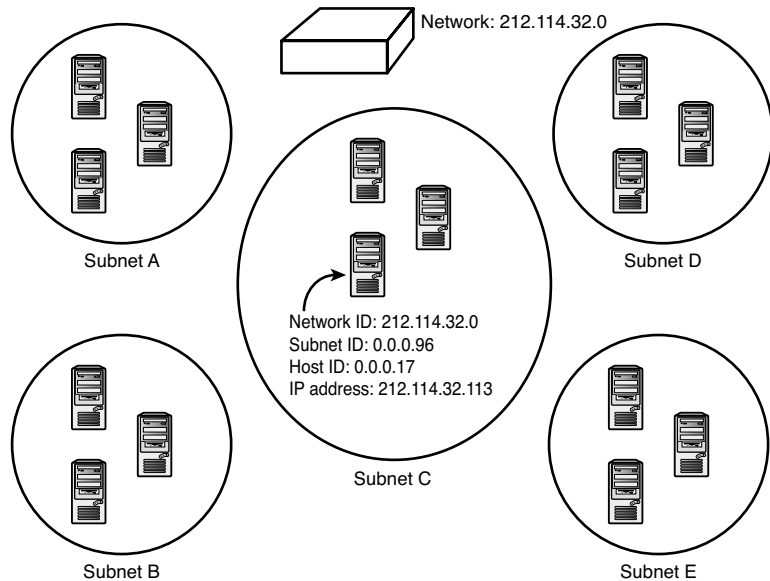 Network: 212.114.32.0
Subnet A
Subnet D
Network ID: 212.114.32.0
Subnet ID: 0.0.0.96
Host ID: 0.0.0.17
IP address: 212.114.32.113
Subnet C
Subnet B
Subnet E